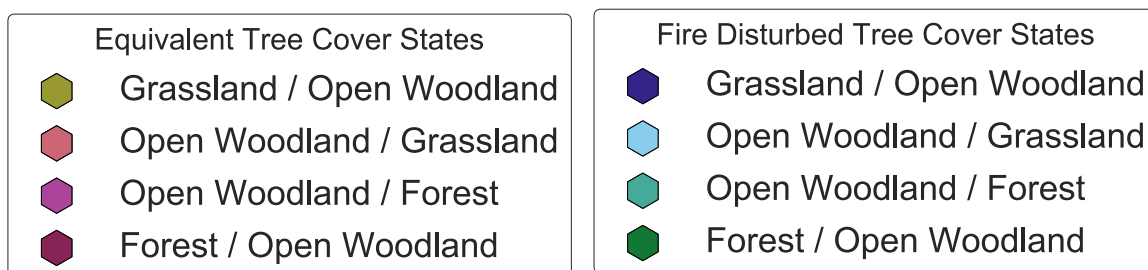 Equivalent Tree Cover States
Grassland / Open Woodland
Open Woodland / Grassland
Open Woodland / Forest
Forest / Open Woodland
Fire Disturbed Tree Cover States
Grassland / Open Woodland
Open Woodland / Grassland
Open Woodland / Forest
Forest / Open Woodland